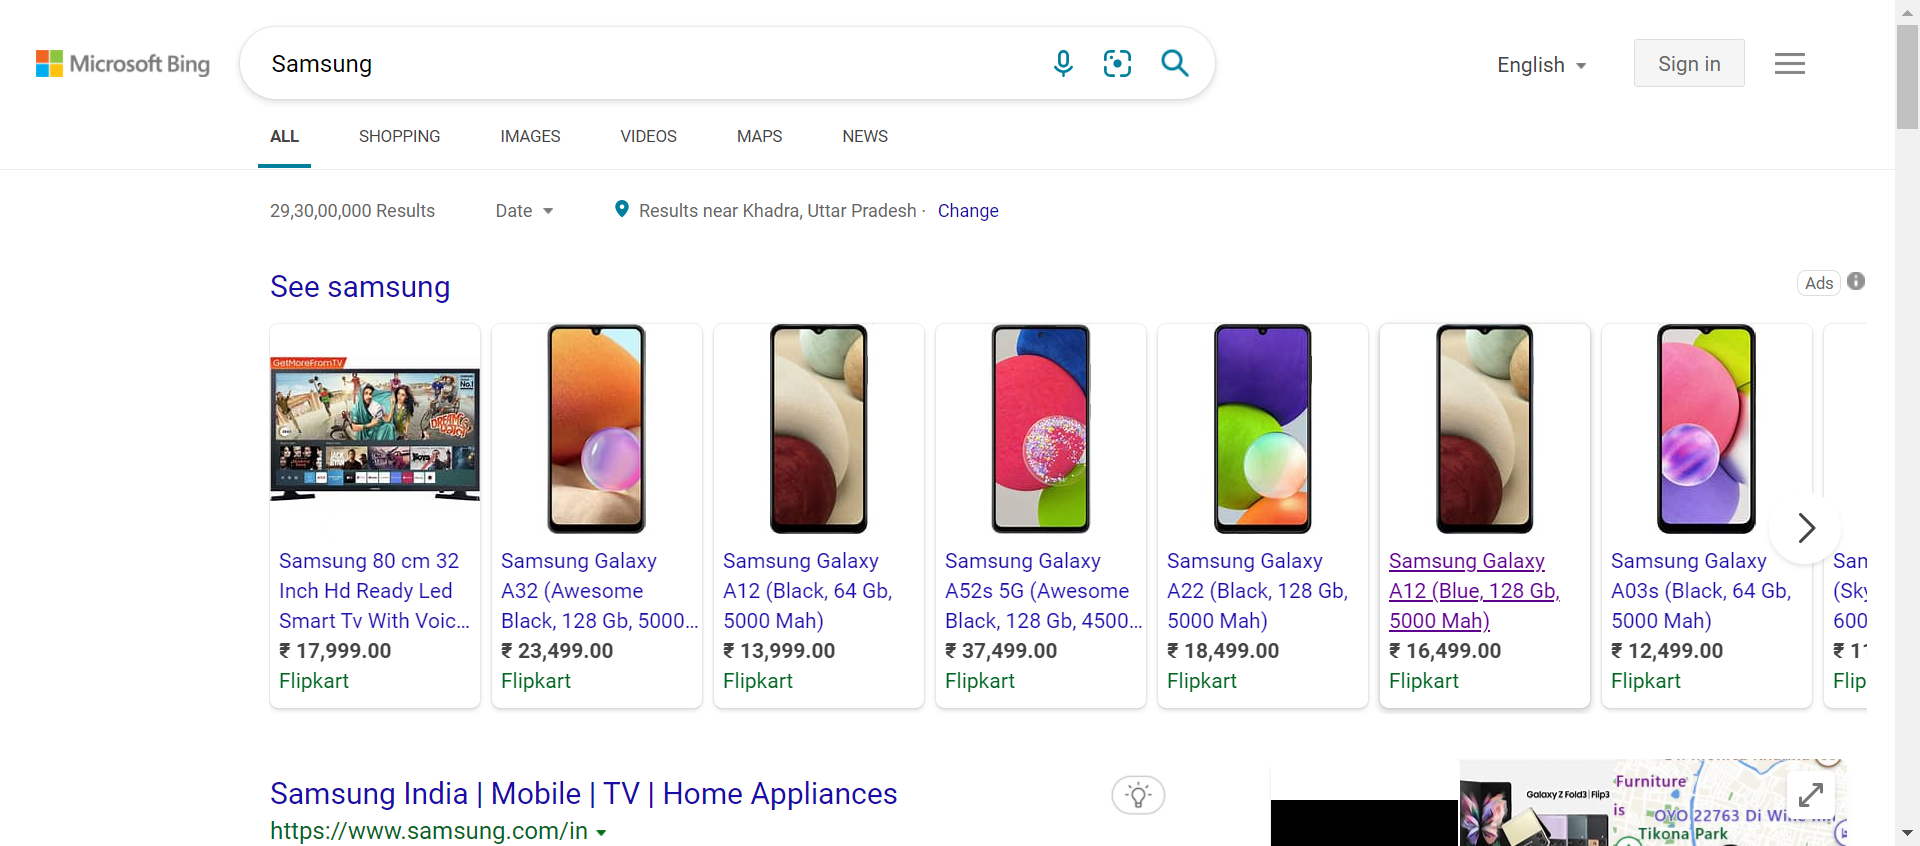 Microsoft Bing
Samsung
English
Sign in
ALL
SHOPPING
IMAGES
VIDEOS
MAPS
NEWS
29,30,00,000 Results
Date
Results near Khadra, Uttar Pradesh ·
Change
See samsung
Ads
GetMoreFromTV
Samsung 80 cm 32
Inch Hd Ready Led
Smart Tv With Voic...
₹ 17,999.00
Flipkart
Samsung Galaxy
A32 (Awesome
Black, 128 Gb, 5000...
₹ 23,499.00
Flipkart
Samsung Galaxy
A12 (Black, 64 Gb,
5000 Mah)
₹ 13,999.00
Flipkart
Samsung Galaxy
A52s 5G (Awesome
Black, 128 Gb, 4500...
₹ 37,499.00
Flipkart
Samsung Galaxy
A22 (Black, 128 Gb,
5000 Mah)
₹ 18,499.00
Flipkart
Samsung Galaxy
A12 (Blue, 128 Gb,
5000 Mah)
₹ 16,499.00
Flipkart
Samsung Galaxy
A03s (Black, 64 Gb,
5000 Mah)
₹ 12,499.00
Flipkart
Sam
(Sky
600
₹ 11
Flip
Samsung India | Mobile | TV | Home Appliances
https://www.samsung.com/in
Galaxy Z Fold3 | Flip3
Furniture
is
OYO 22763 Di
Tikona Park